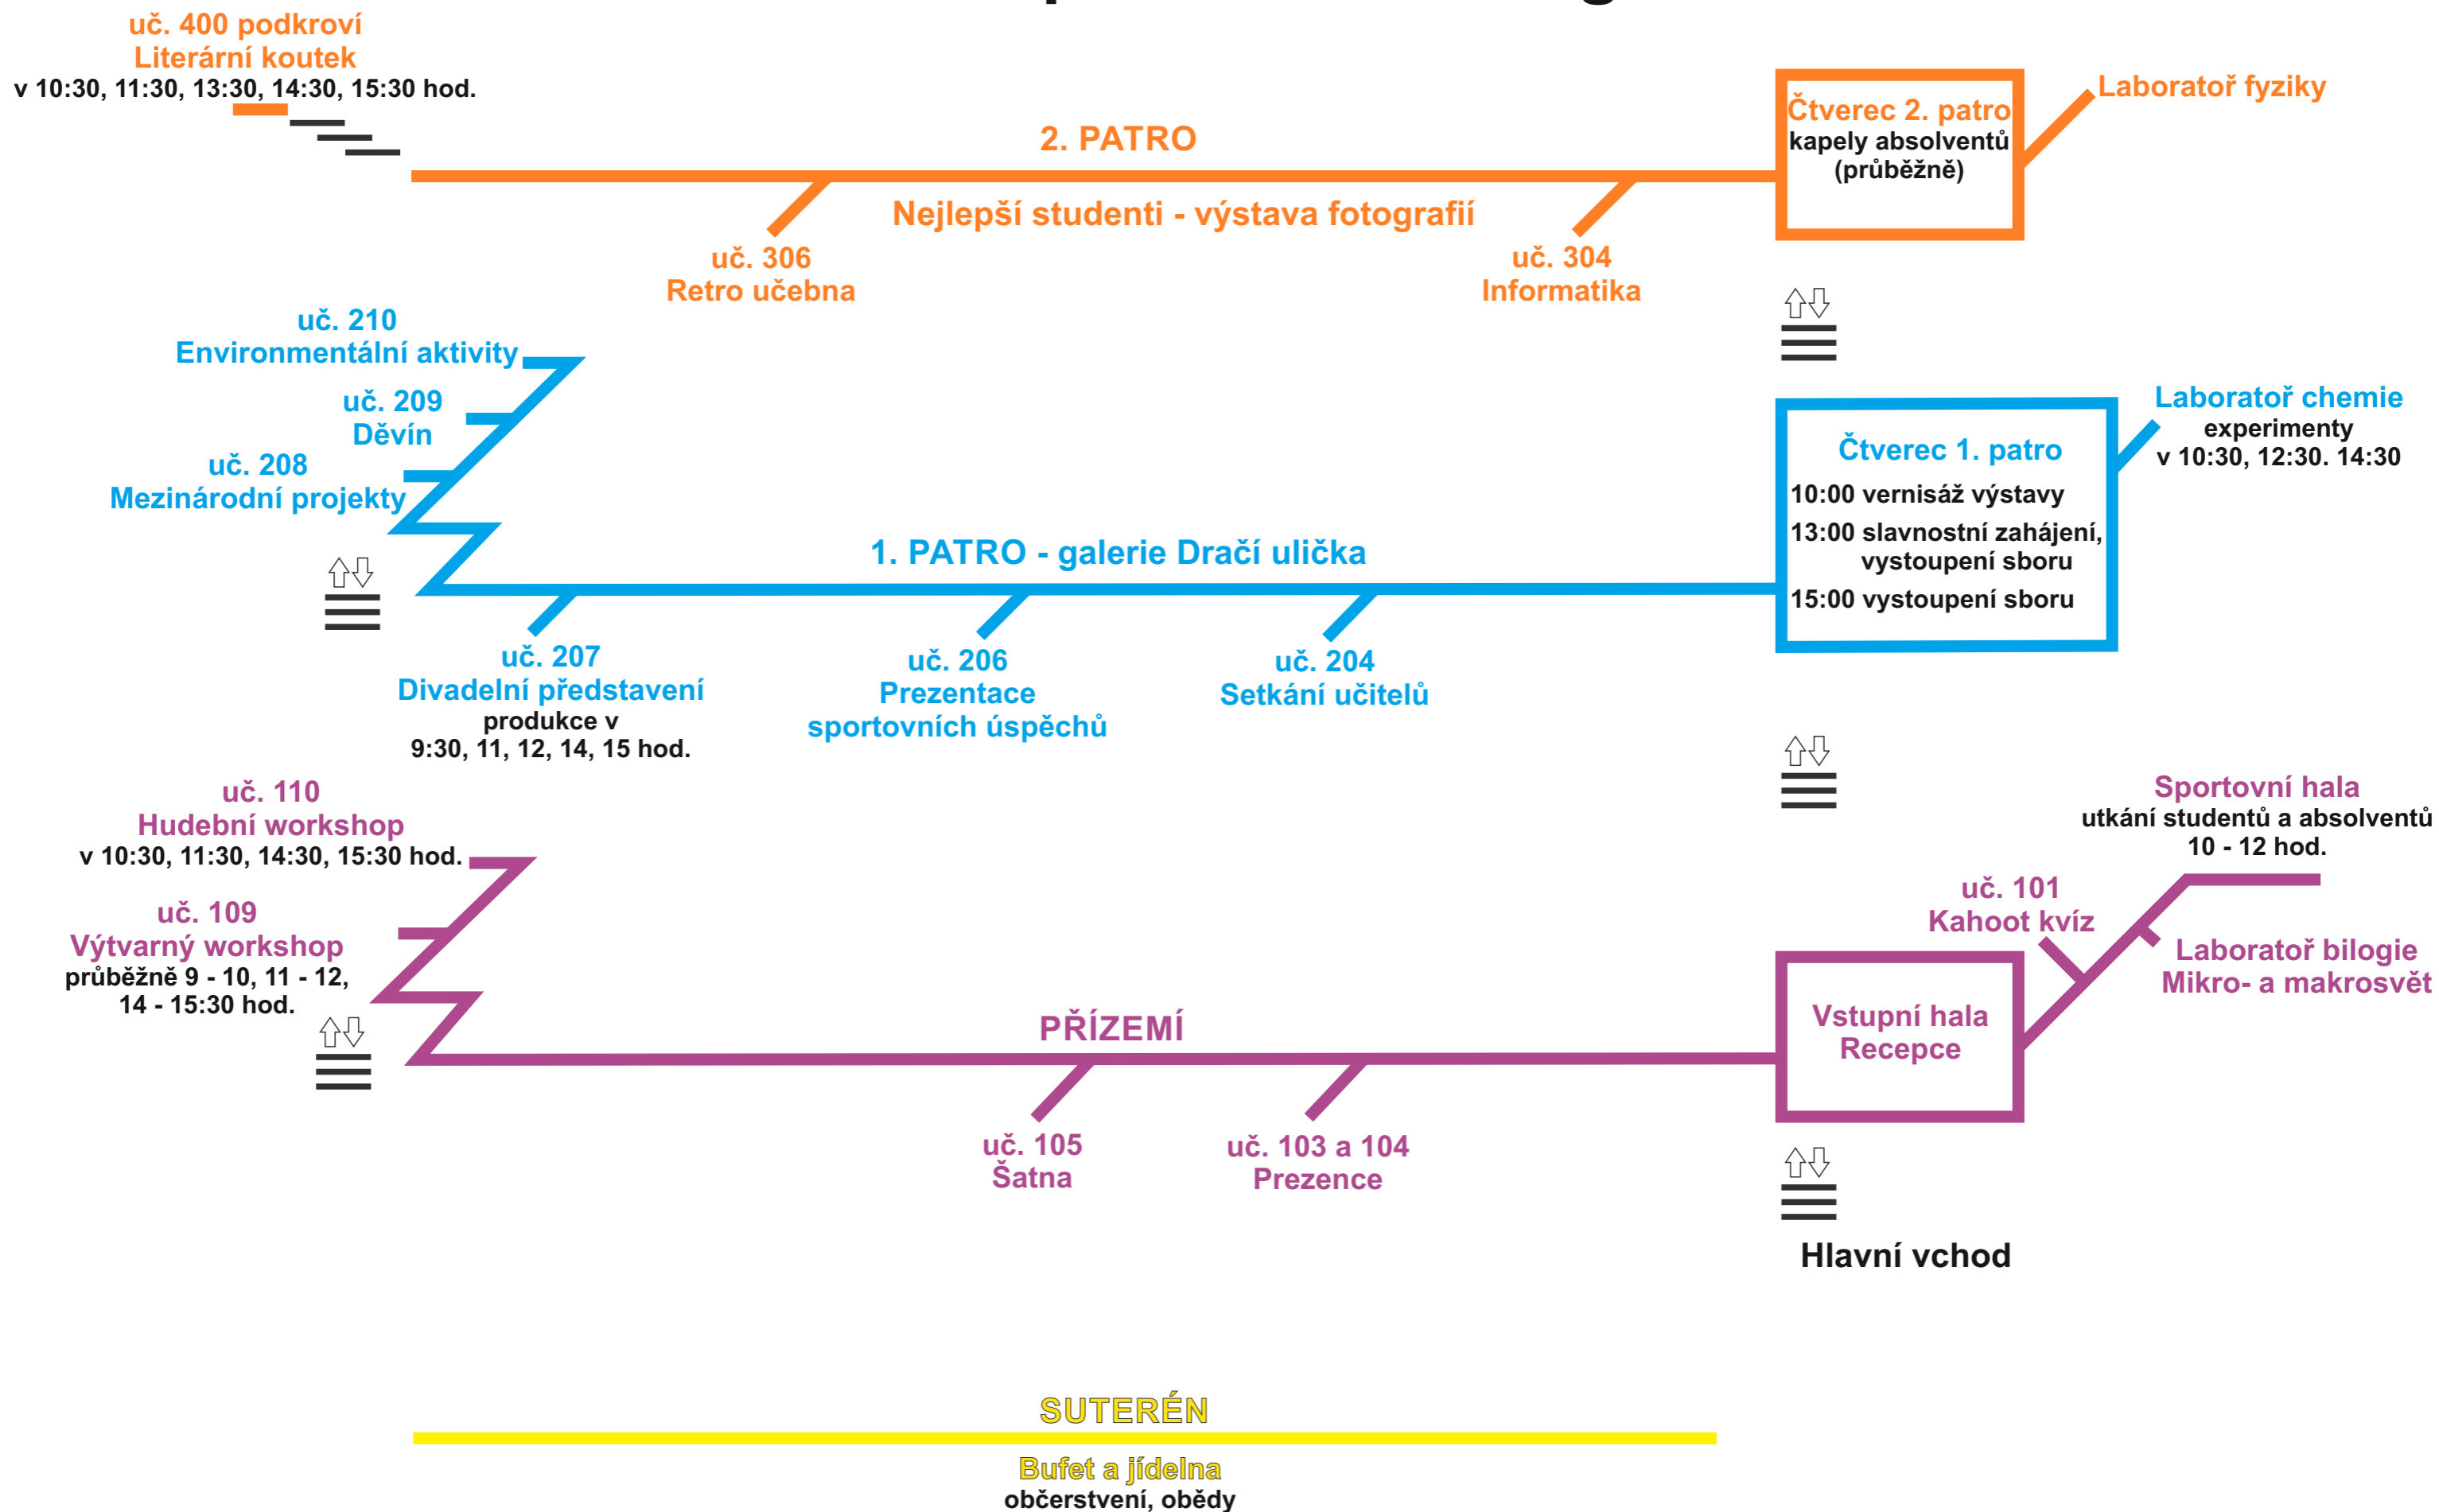 uč. 400 podkroví
Literární koutek
v 10:30, 11:30, 13:30, 14:30, 15:30 hod.
2. PATRO
Nejlepší studenti - výstava fotografií
uč. 306
Retro učebna
uč. 304
Informatika
Čtverec 2. patro
kapely absolventů
(průběžně)
Laboratoř fyziky
uč. 210
Environmentální aktivity
uč. 209
Děvín
uč. 208
Mezinárodní projekty
1. PATRO - galerie Dračí ulička
uč. 207
Divadelní představení
produkce v
9:30, 11, 12, 14, 15 hod.
uč. 206
Prezentace
sportovních úspěchů
uč. 204
Setkání učitelů
Čtverec 1. patro
10:00 vernisáž výstavy
13:00 slavnostní zahájení,
vystoupení sboru
15:00 vystoupení sboru
Laboratoř chemie
experimenty
v 10:30, 12:30. 14:30
uč. 110
Hudební workshop
v 10:30, 11:30, 14:30, 15:30 hod.
uč. 109
Výtvarný workshop
průběžně 9 - 10, 11 - 12,
14 - 15:30 hod.
PŘÍZEMÍ
uč. 105
Šatna
uč. 103 a 104
Prezence
Vstupní hala
Recepce
uč. 101
Kahoot kvíz
Sportovní hala
utkání studentů a absolventů
10 - 12 hod.
Laboratoř bilogie
Mikro- a makrosvět
Hlavní vchod
SUTERÉN
Bufet a jídelna
občerstvení, obědy